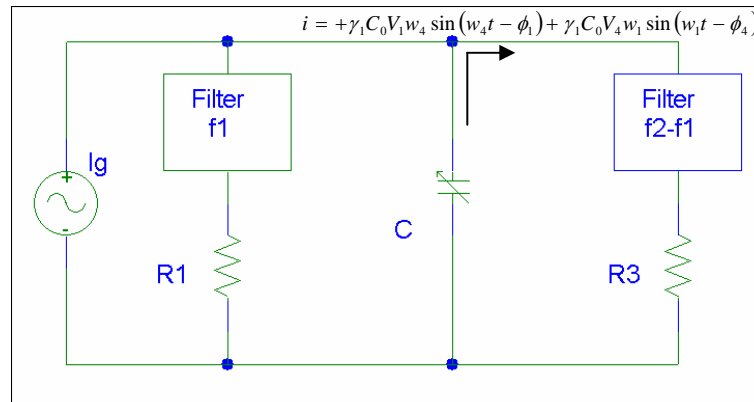 i = +γ₁C₀V₁w₄ sin(w₄t − ϕ₁) + γ₁C₀V₄w₁ sin(w₁t − ϕ₄)
Filter
f1
Filter
f2-f1
Ig
+
-
C
R1
R3